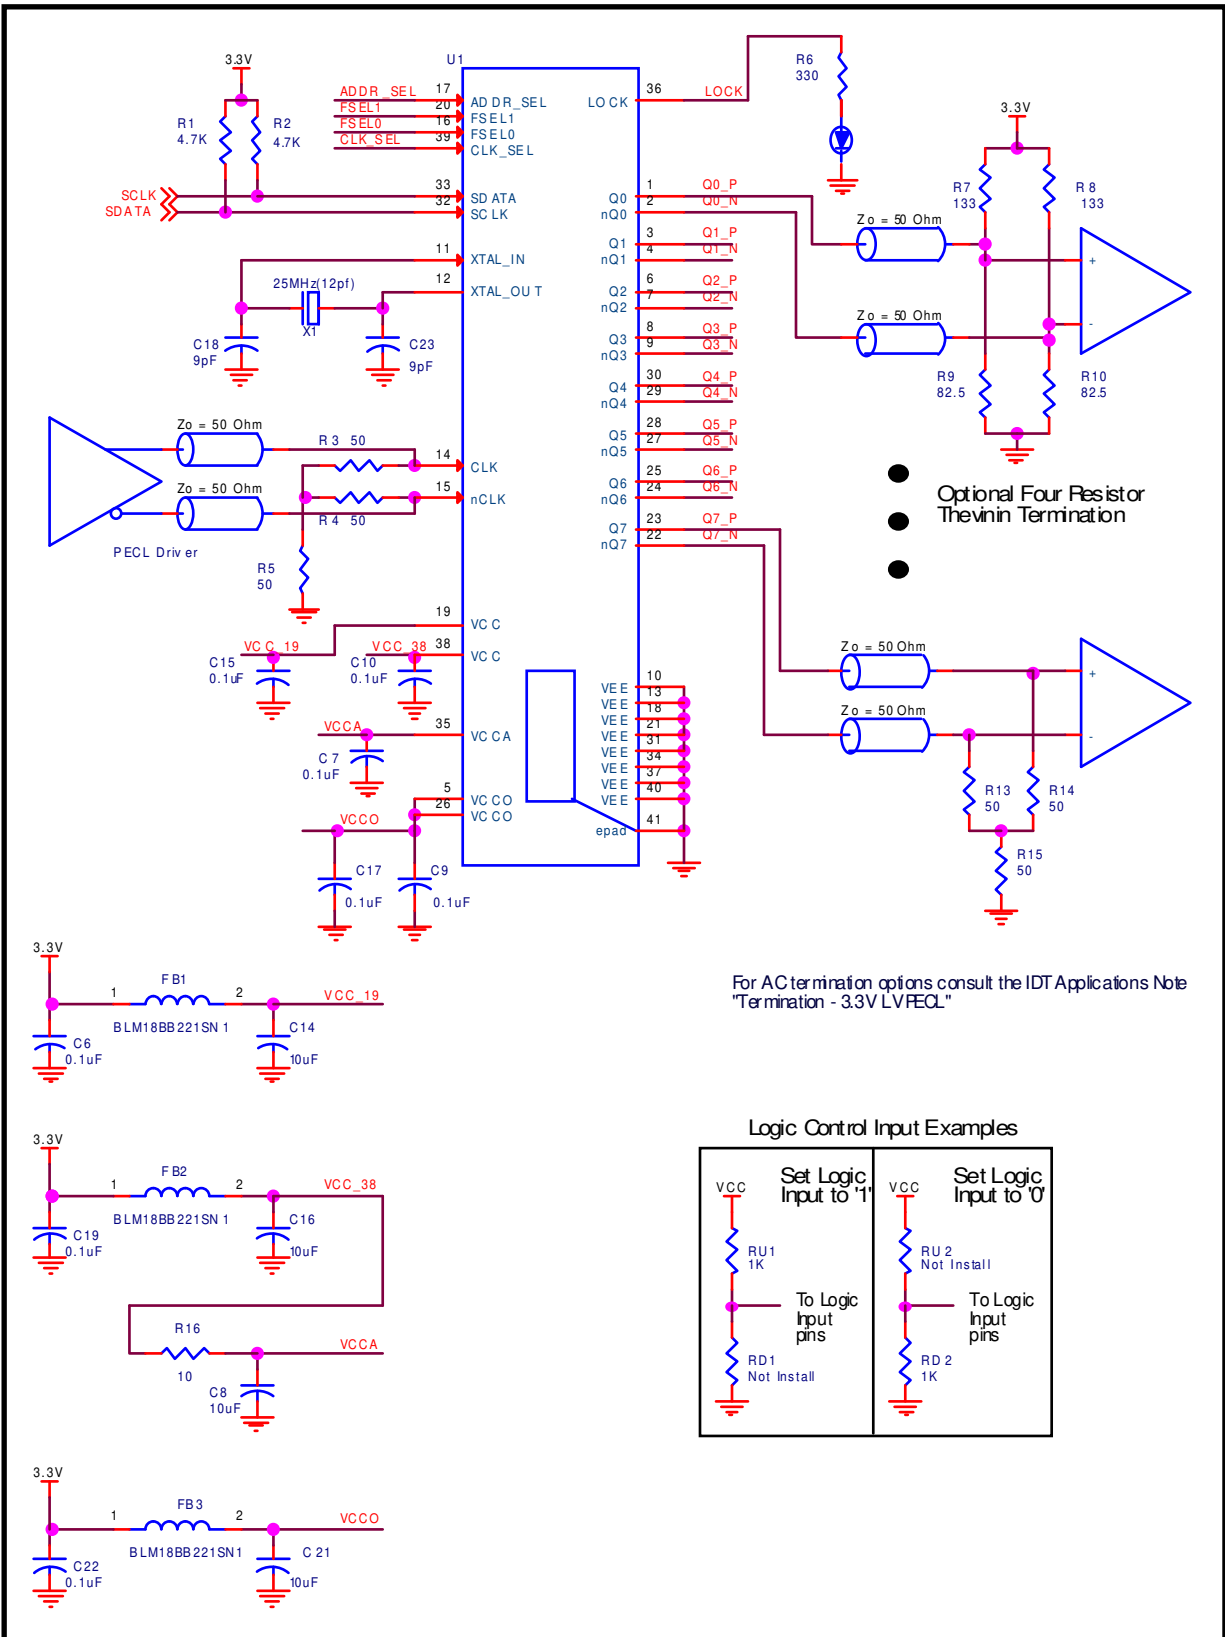 3.3V
U1
R1
4.7K
R2
4.7K
SCLK
SDATA
ADDR_SEL
17
ADDR_SEL
FSEL1
20
FSEL1
FSEL0
16
FSEL0
CLK_SEL
39
CLK_SEL
33
SDATA
32
SCLK
11
XTAL_IN
12
XTAL_OUT
25MHz(12pf)
X1
C18
9pF
C23
9pF
Zo = 50 Ohm
Zo = 50 Ohm
R3 50
R4 50
R5
50
PECL Driver
14
CLK
15
nCLK
19
VCC
VCC_19
C15
0.1uF
38
VCC
VCC_38
C10
0.1uF
35
VCCA
VCCA
C7
0.1uF
5
VCCO
26
VCCO
VCCO
C17
0.1uF
C9
0.1uF
LOCK
36
LOCK
R6
330
Q0
1
Q0_P
nQ0
2
Q0_N
Q1
3
Q1_P
nQ1
4
Q1_N
Q2
6
Q2_P
nQ2
7
Q2_N
Q3
8
Q3_P
nQ3
9
Q3_N
Q4
30
Q4_P
nQ4
29
Q4_N
Q5
28
Q5_P
nQ5
27
Q5_N
Q6
25
Q6_P
nQ6
24
Q6_N
Q7
23
Q7_P
nQ7
22
Q7_N
VEE
10
VEE
13
VEE
18
VEE
21
VEE
31
VEE
34
VEE
37
VEE
40
epad
41
3.3V
R7
133
R8
133
Zo = 50 Ohm
Zo = 50 Ohm
+
-
R9
82.5
R10
82.5
Optional Four Resistor
Thevinin Termination
Zo = 50 Ohm
Zo = 50 Ohm
+
-
R13
50
R14
50
R15
50
For AC termination options consult the IDT Applications Note
"Termination - 3.3V LVPECL"
3.3V
FB1
1
2
VCC_19
BLM18BB221SN1
C6
0.1uF
C14
10uF
3.3V
FB2
1
2
VCC_38
BLM18BB221SN1
C19
0.1uF
C16
10uF
R16
10
VCCA
C8
10uF
3.3V
FB3
1
2
VCCO
BLM18BB221SN1
C22
0.1uF
C21
10uF
Logic Control Input Examples
Set Logic
Input to '1'
VCC
RU1
1K
To Logic
Input
pins
RD1
Not Install
Set Logic
Input to '0'
VCC
RU2
Not Install
To Logic
Input
pins
RD2
1K